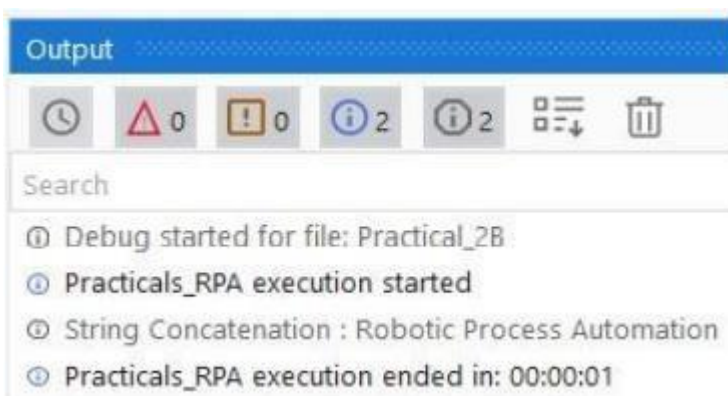 Output
0 0 2 2
Search
Debug started for file: Practical_2B
Practicals_RPA execution started
String Concatenation : Robotic Process Automation
Practicals_RPA execution ended in: 00:00:01